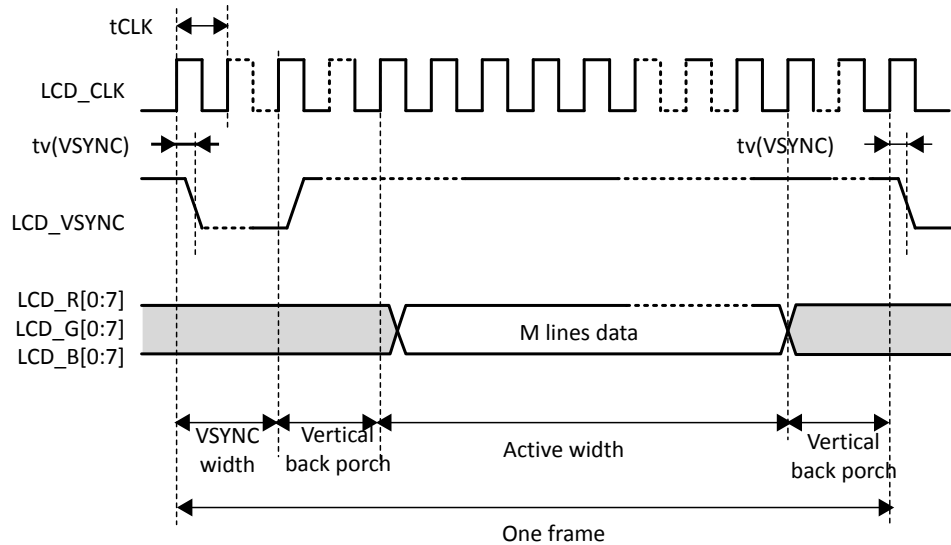 tCLK
LCD_CLK
tv(VSYNC)
tv(VSYNC)
LCD_VSYNC
LCD_R[0:7]
LCD_G[0:7]
LCD_B[0:7]
M lines data
VSYNC
width
Vertical
back porch
Active width
Vertical
back porch
One frame